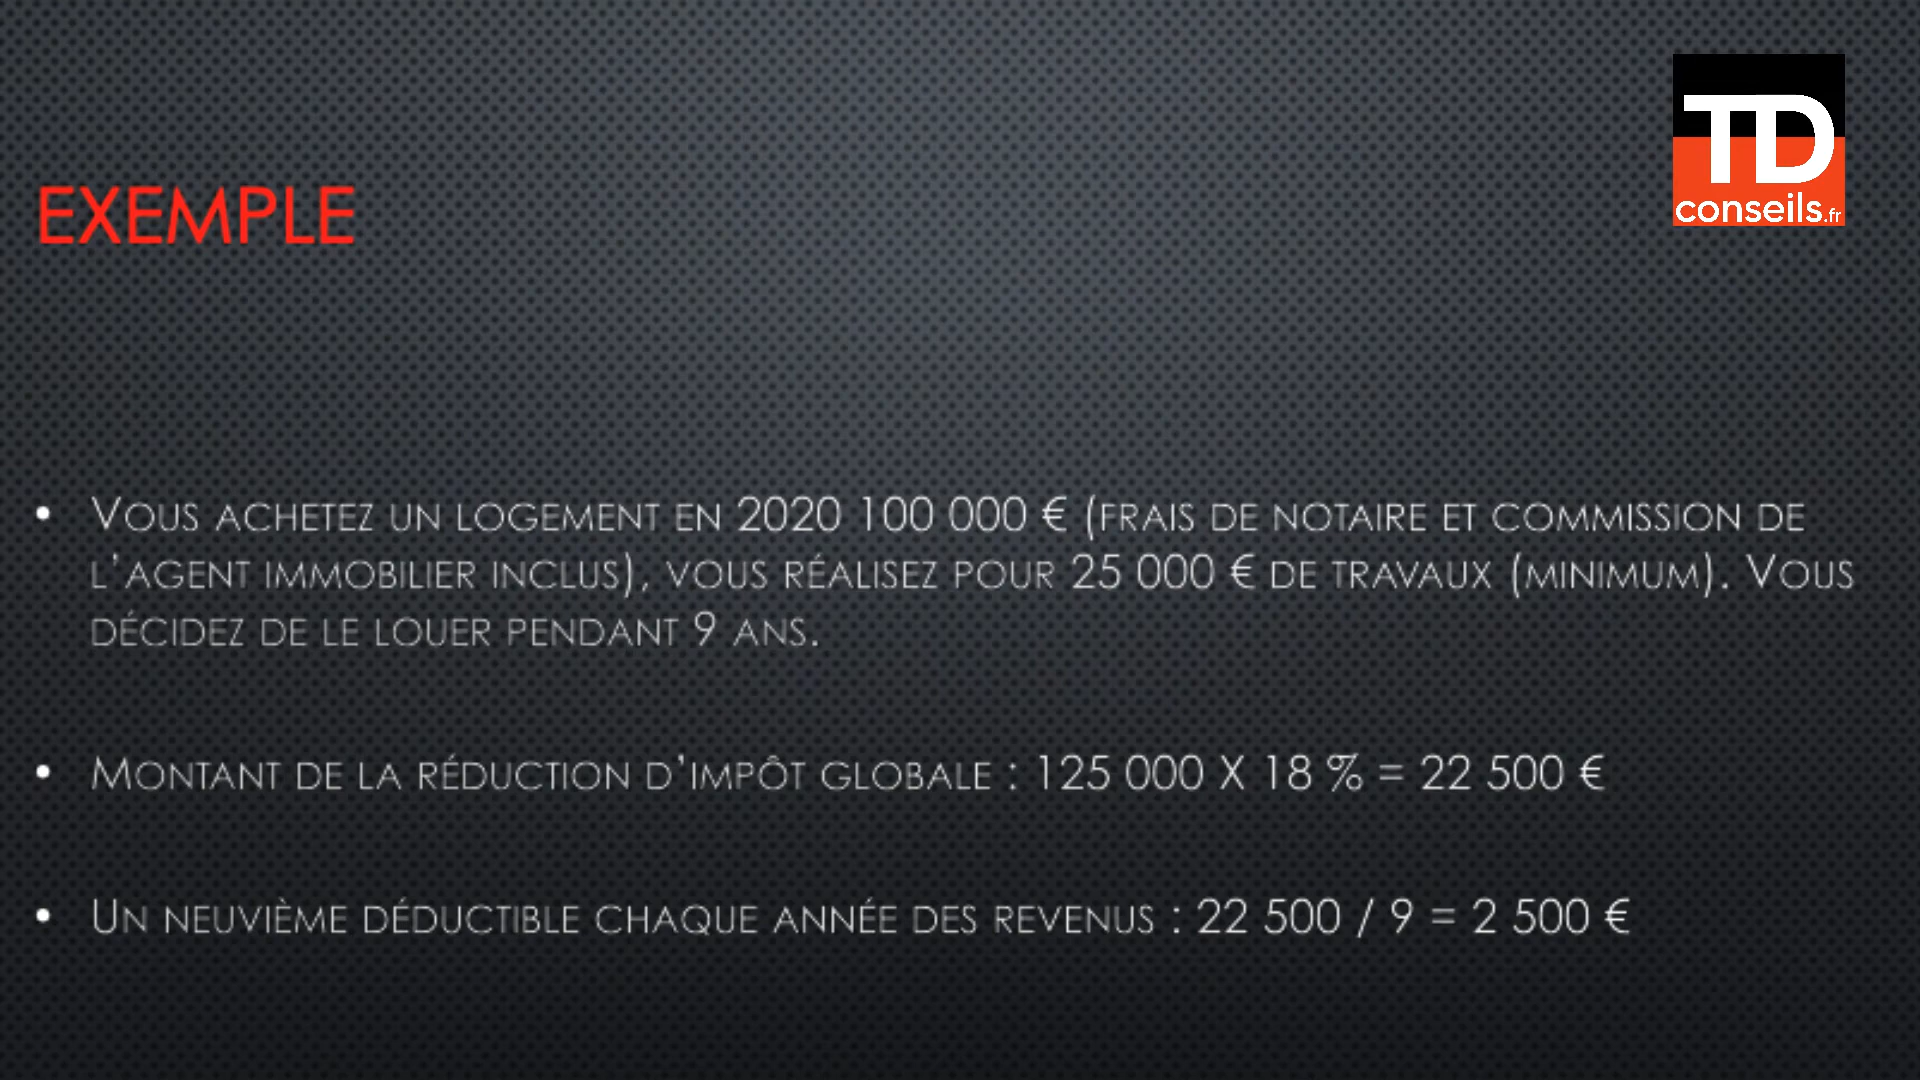 TD
conseils.fr
EXEMPLE
• Vous achetez un logement en 2020 100 000 € (frais de notaire et commission de
l’agent immobilier inclus), vous réalisez pour 25 000 € de travaux (minimum). Vous
décidez de le louer pendant 9 ans.
• Montant de la réduction d’impôt globale : 125 000 X 18 % = 22 500 €
• Un neuvième déductible chaque année des revenus : 22 500 / 9 = 2 500 €